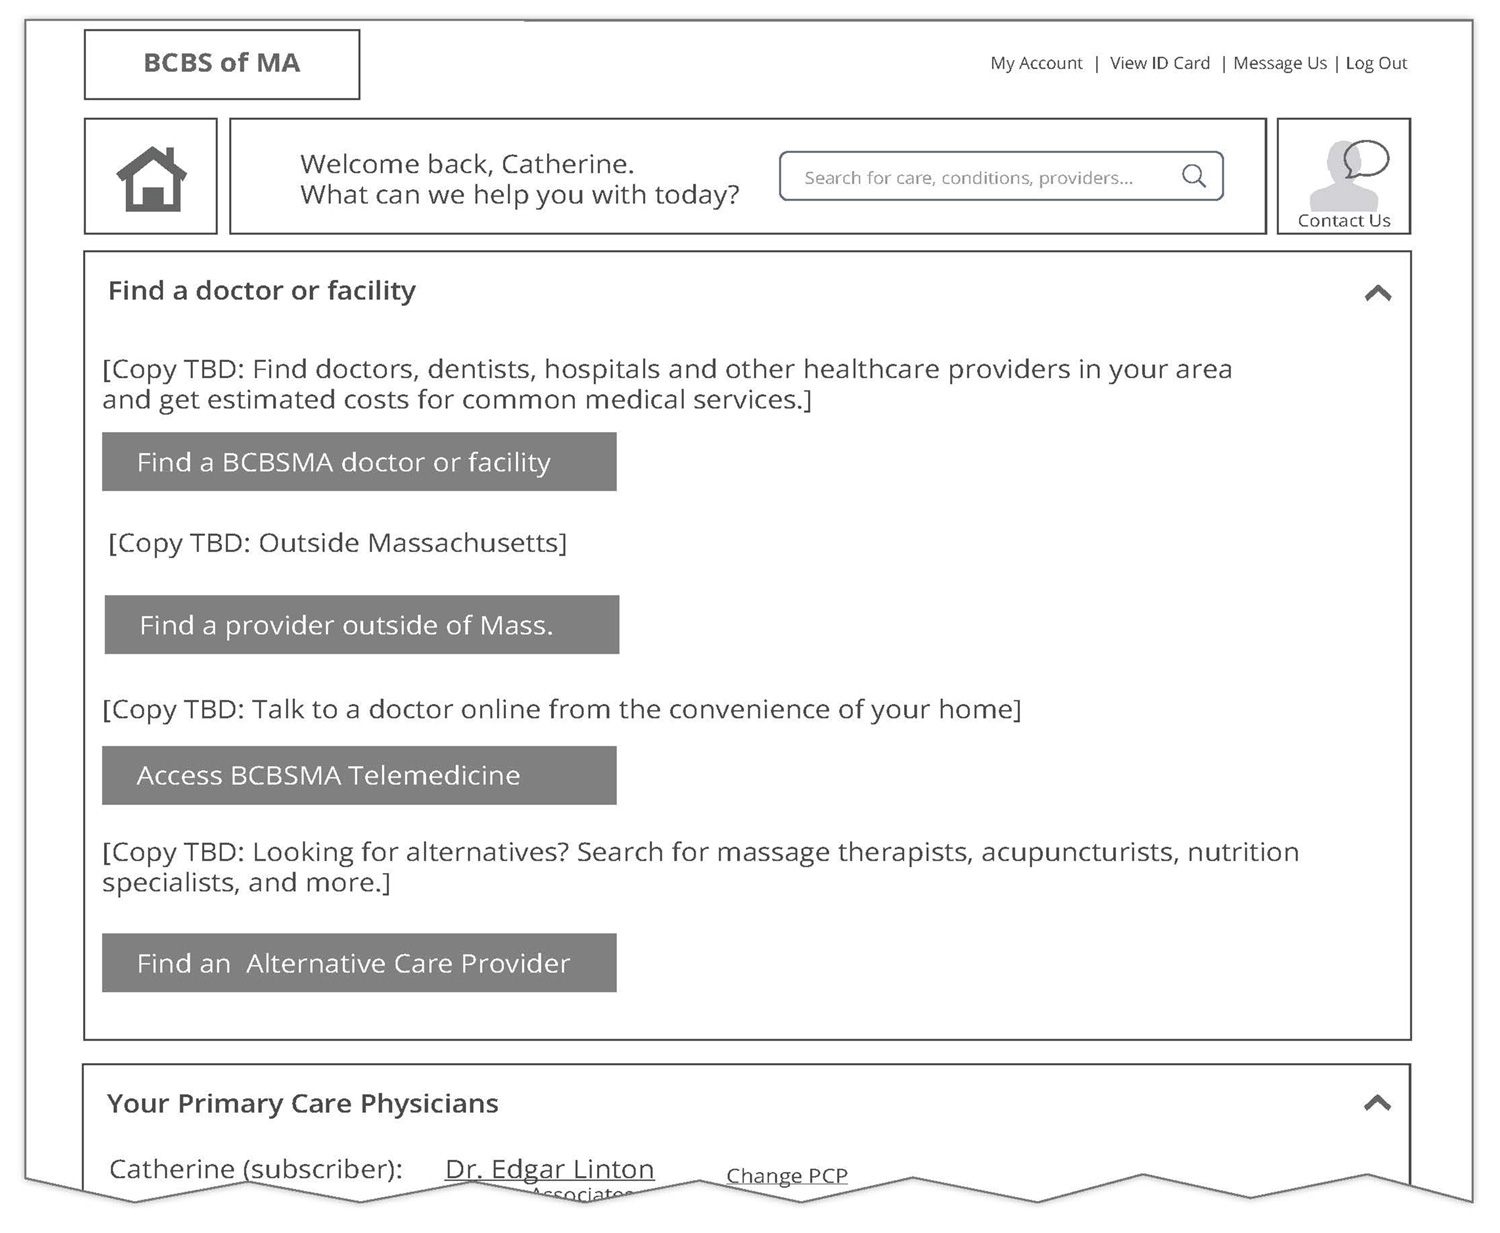 BCBS of MA
My Account | View ID Card | Message Us | Log Out
Welcome back, Catherine.
What can we help you with today?
Search for care, conditions, providers...
Contact Us
Find a doctor or facility
[Copy TBD: Find doctors, dentists, hospitals and other healthcare providers in your area
and get estimated costs for common medical services.]
Find a BCBSMA doctor or facility
[Copy TBD: Outside Massachusetts]
Find a provider outside of Mass.
[Copy TBD: Talk to a doctor online from the convenience of your home]
Access BCBSMA Telemedicine
[Copy TBD: Looking for alternatives? Search for massage therapists, acupuncturists, nutrition
specialists, and more.]
Find an  Alternative Care Provider
Your Primary Care Physicians
Catherine (subscriber): Dr. Edgar Linton Change PCP
Associates